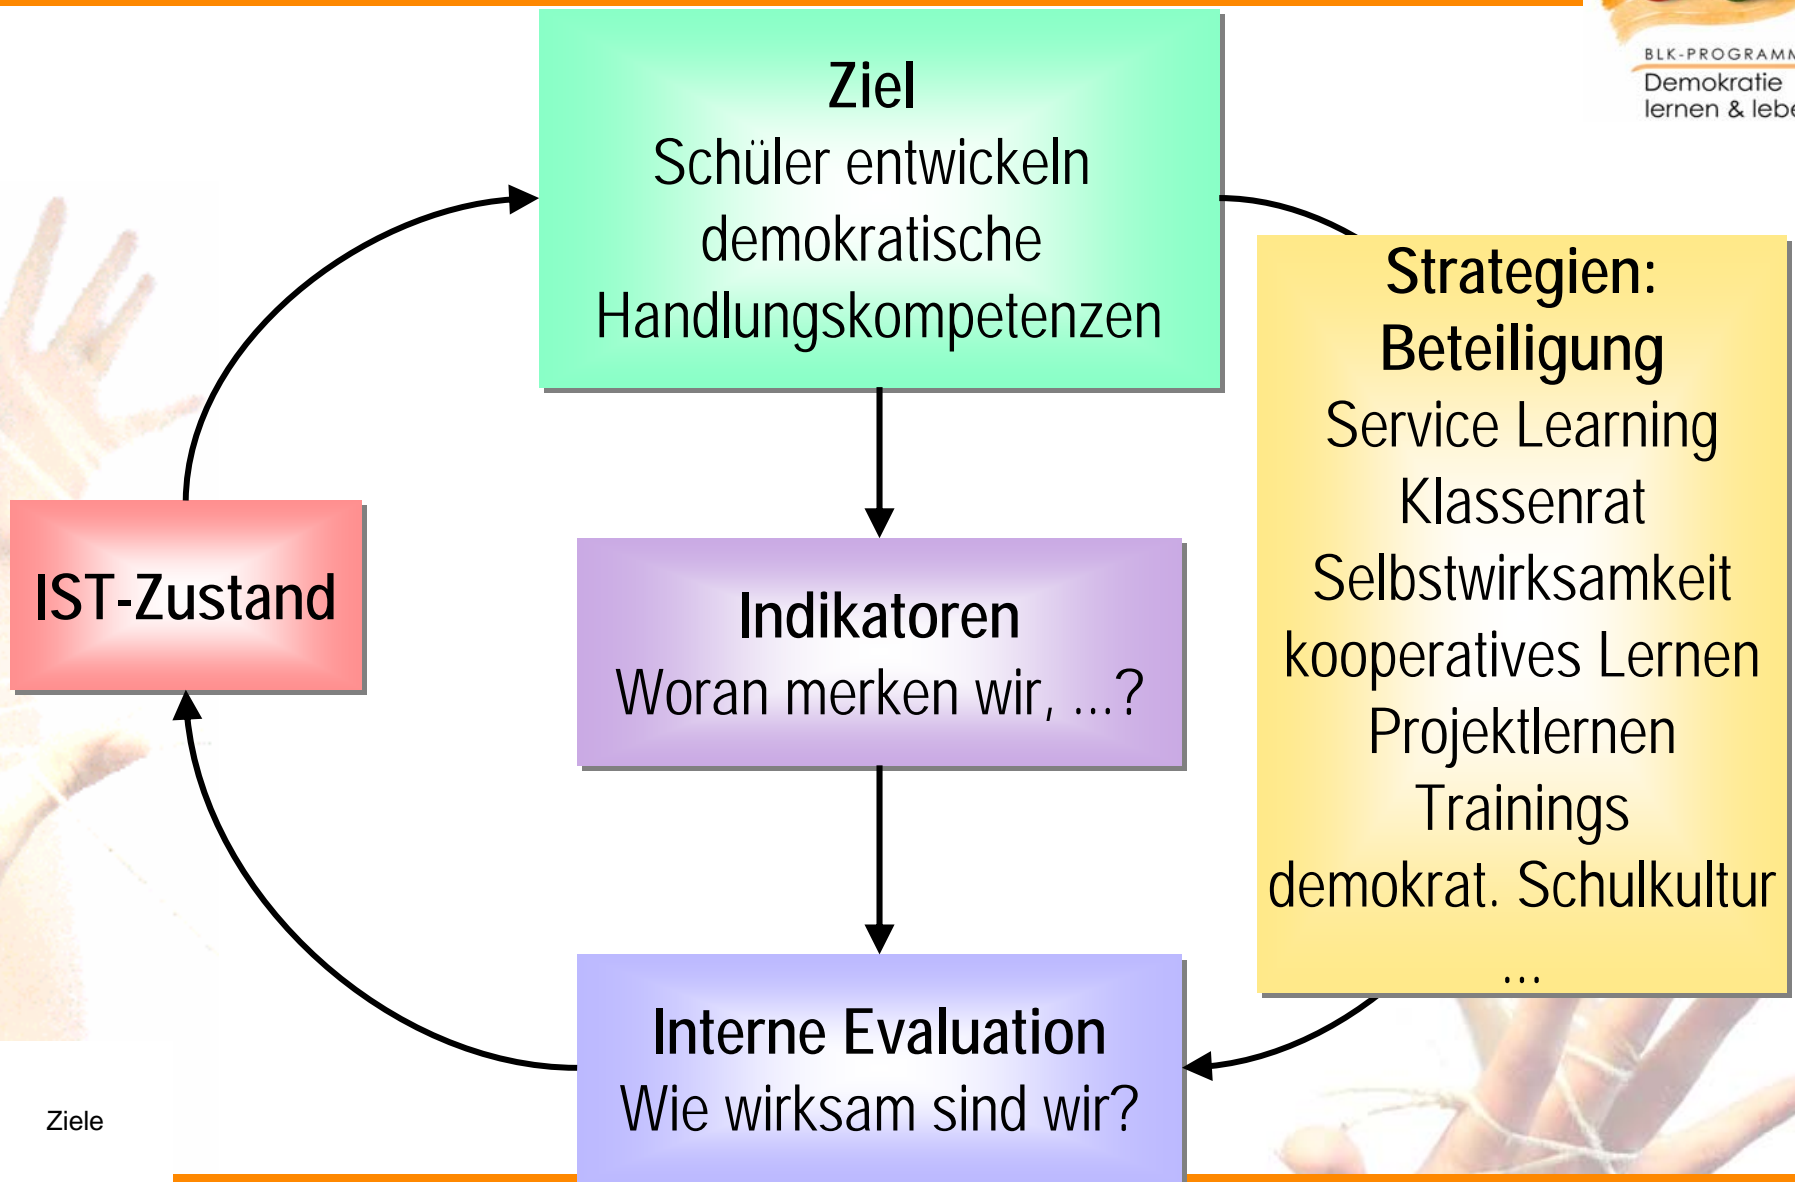 BLK-PROGRAMM
Demokratie
lernen & lebe
Ziel
Schüler entwickeln
demokratische
Handlungskompetenzen
Strategien:
Beteiligung
Service Learning
Klassenrat
Selbstwirksamkeit
kooperatives Lernen
Projektlernen
Trainings
demokrat. Schulkultur
...
IST-Zustand
Indikatoren
Woran merken wir, ...?
Interne Evaluation
Wie wirksam sind wir?
Ziele